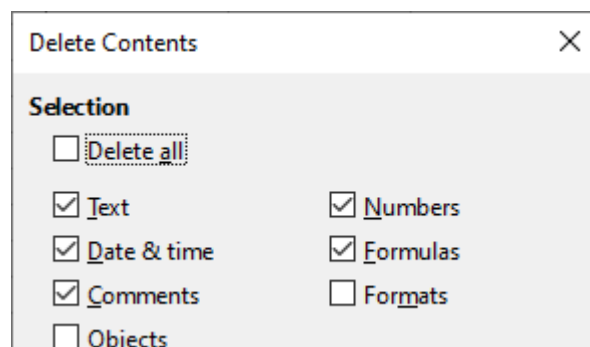 Delete Contents
Selection
Delete all
Text Numbers
Date & time Formulas
Comments Formats
Objects